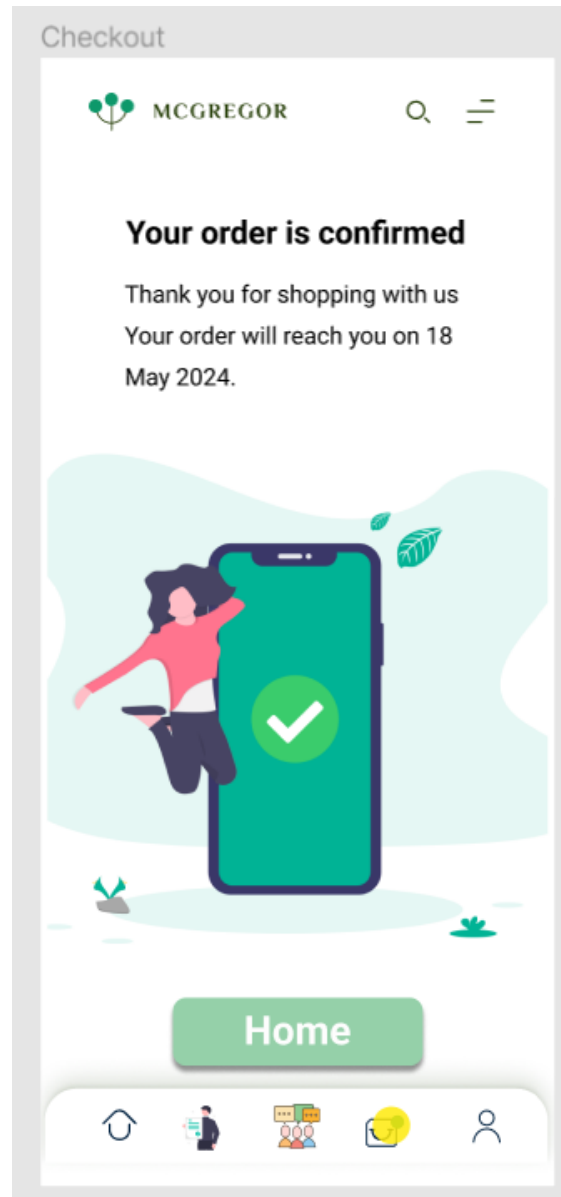 Checkout
MCGREGOR
Your order is confirmed
Thank you for shopping with us
Your order will reach you on 18
May 2024.
Home